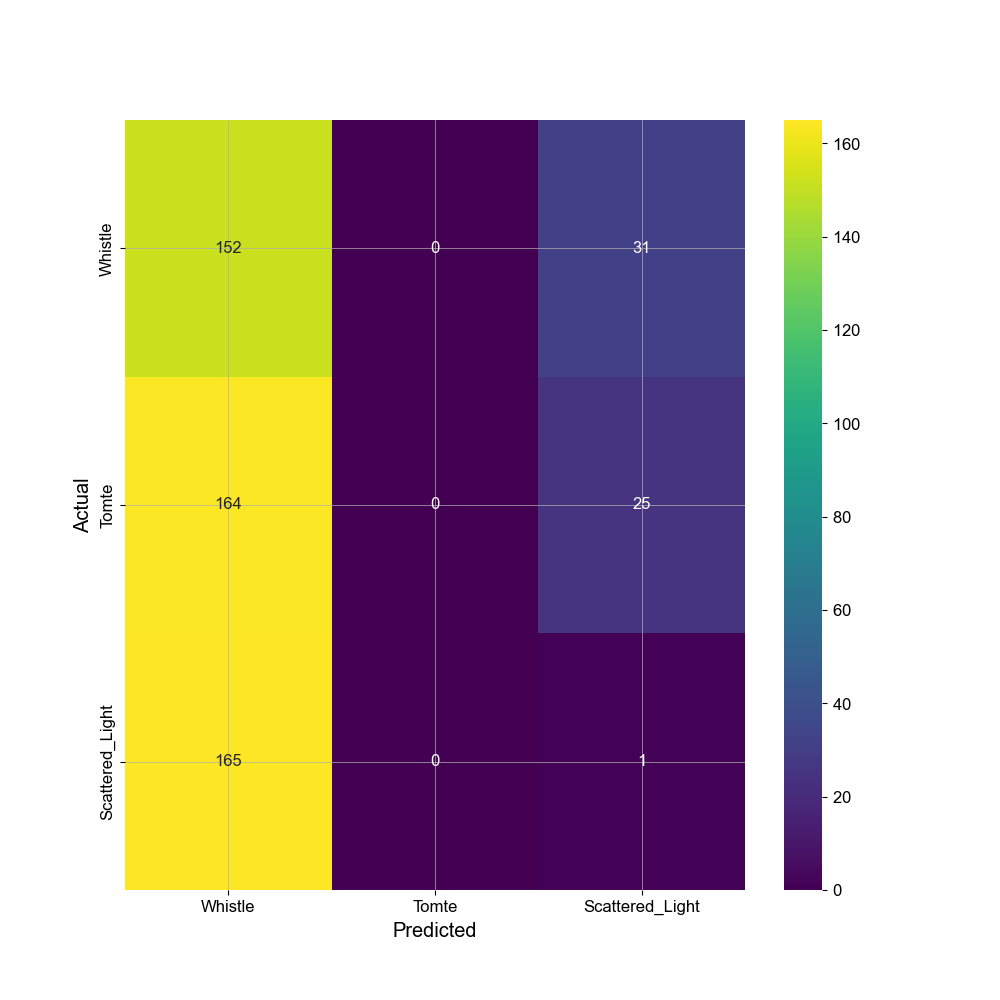 Actual
Whistle
152 0 31
Tomte
164 0 25
Scattered_Light
165 0 1
Whistle Tomte Scattered_Light
Predicted
160
140
120
100
80
60
40
20
0